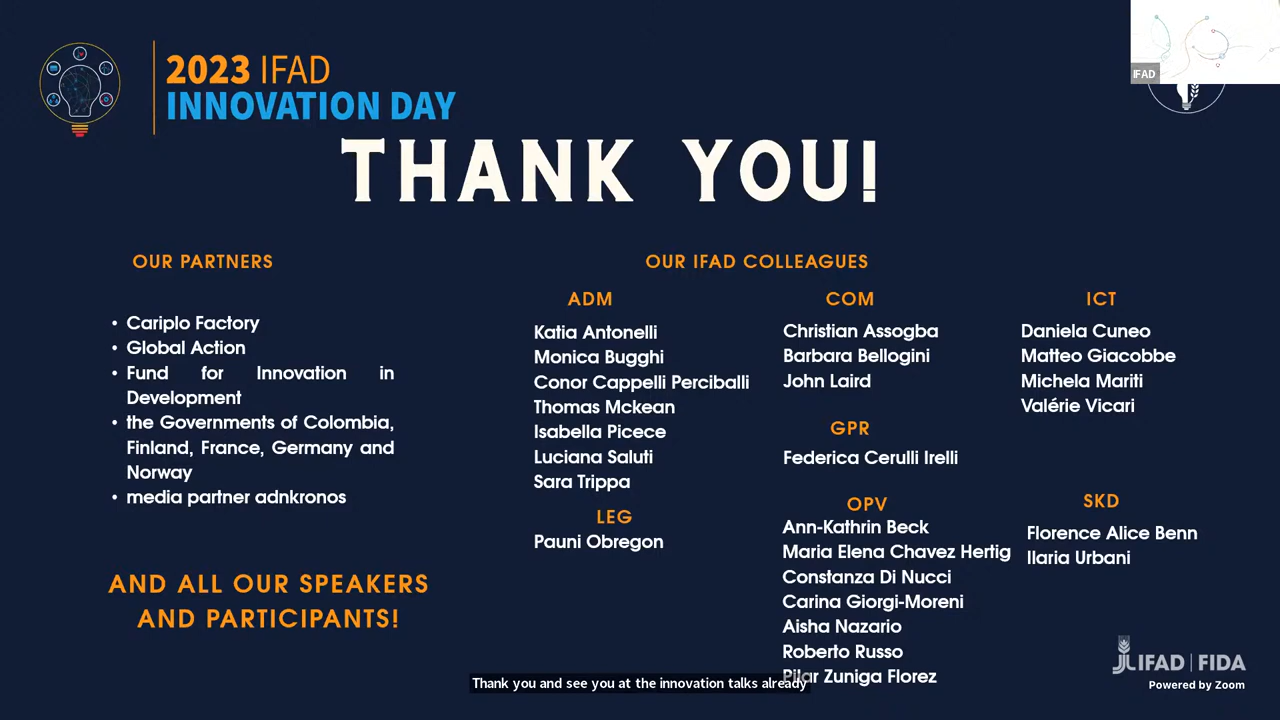 2023 IFAD
INNOVATION DAY
IFAD
THANK YOU!
OUR PARTNERS
• Cariplo Factory
• Global Action
• Fund for Innovation in
Development
• the Governments of Colombia,
Finland, France, Germany and
Norway
• media partner adnkronos
AND ALL OUR SPEAKERS
AND PARTICIPANTS!
OUR IFAD COLLEAGUES
ADM
Katia Antonelli
Monica Bugghi
Conor Cappelli Perciballi
Thomas Mckean
Isabella Picece
Luciana Saluti
Sara Trippa
LEG
Pauni Obregon
COM
Christian Assogba
Barbara Bellogini
John Laird
GPR
Federica Cerulli Irelli
OPV
Ann-Kathrin Beck
Maria Elena Chavez Hertig
Constanza Di Nucci
Carina Giorgi-Moreni
Aisha Nazario
Roberto Russo
Pilar Zuniga Florez
ICT
Daniela Cuneo
Matteo Giacobbe
Michela Mariti
Valérie Vicari
SKD
Florence Alice Benn
Ilaria Urbani
Thank you and see you at the innovation talks already
IFAD | FIDA
Powered by Zoom